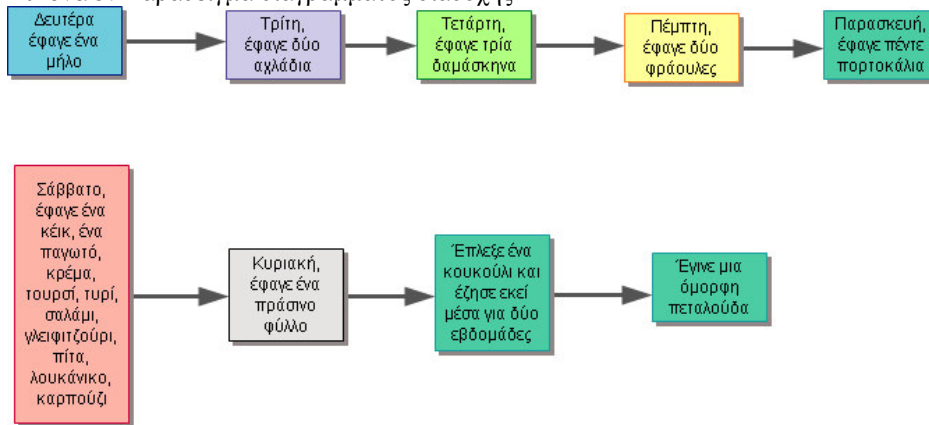 Δευτέρα
έφαγε ένα
μήλο
Τρίτη,
έφαγε δύο
αχλάδια
Τετάρτη,
έφαγε τρία
δαμάσκηνα
Πέμπτη,
έφαγε δύο
φράουλες
Παρασκευή,
έφαγε πέντε
πορτοκάλια
Σάββατο,
έφαγε ένα
κέικ, ένα
παγωτό,
κρέμα,
τουρσί, τυρί,
σαλάμι,
γλειφιτζούρι,
πίτα,
λουκάνικο,
καρπούζι
Κυριακή,
έφαγε ένα
πράσινο
φύλλο
Έπλεξε ένα
κουκούλι και
έζησε εκεί
μέσα για δύο
εβδομάδες
Έγινε μια
όμορφη
πεταλούδα